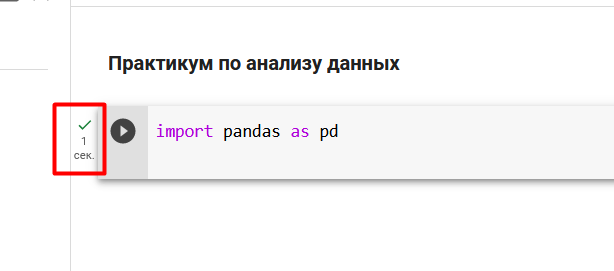 Практикум по анализу данных
1
сек.
import pandas as pd